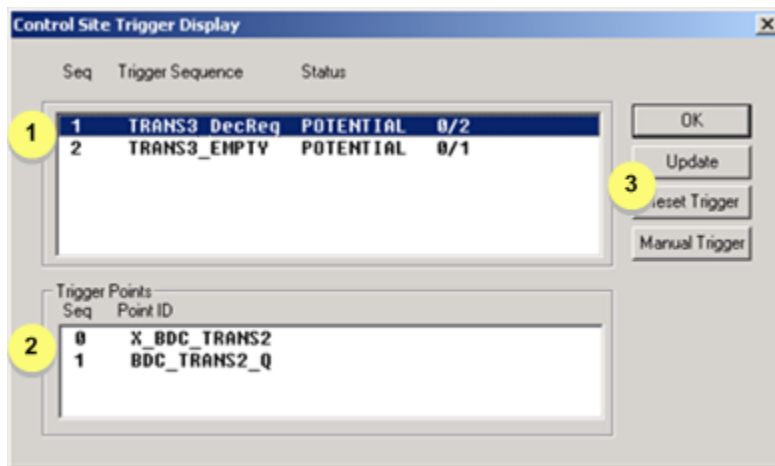 Control Site Trigger Display
Seq Trigger Sequence Status
1
1 TRANS3_DecReq POTENTIAL 0/2
2 TRANS3_EMPTY POTENTIAL 0/1
OK
Update
3
eset Trigger
Manual Trigger
Trigger Points
Seq Point ID
2
0 X_BDC_TRANS2
1 BDC_TRANS2_Q